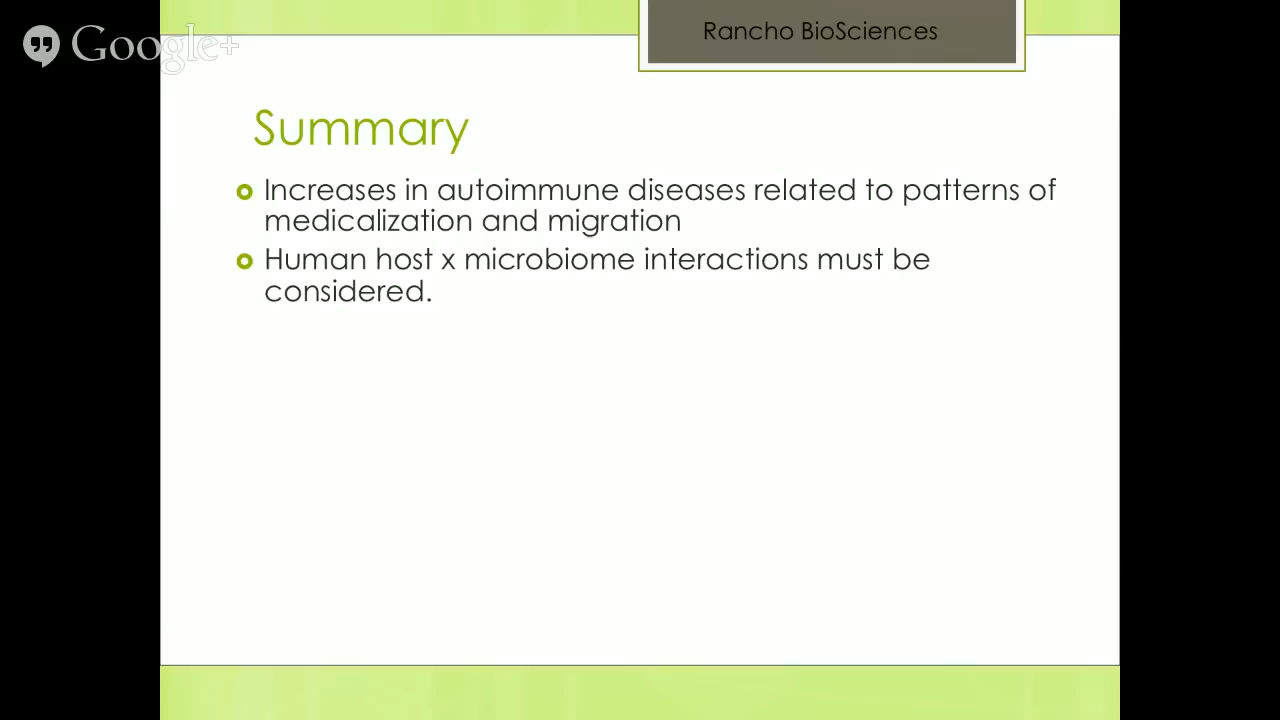 Google+
Rancho BioSciences
Summary
Increases in autoimmune diseases related to patterns of
medicalization and migration
Human host x microbiome interactions must be
considered.